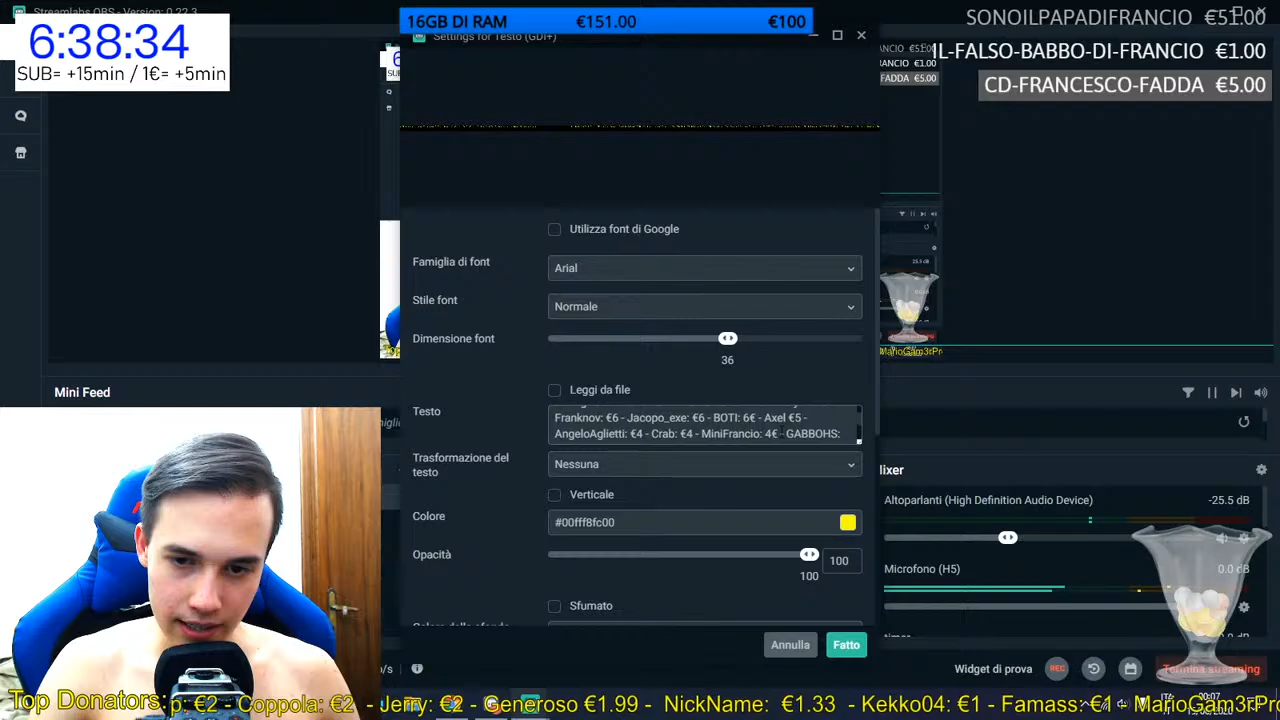 Streamlabs OBS - Version: 0.22.3
6:38:34
SUB= +15min / 1€= +5min
16GB DI RAM €151.00 €100
SONOILPAPADIFRANCIO €51.00
IL-FALSO-BABBO-DI-FRANCIO €1.00
CD-FRANCESCO-FADDA €5.00
Settings for Testo (GDI+)
Utilizza font di Google
Famiglia di font
Arial
Stile font
Normale
Dimensione font
36
Leggi da file
Testo
Franknov: €6 - Jacopo_exe: €6 - BOTI: 6€ - Axel €5 -
AngeloAglietti: €4 - Crab: €4 - MiniFrancio: 4€ - GABBOHS:
Trasformazione del
testo
Nessuna
Verticale
Colore
#00fff8fc00
Opacità
100
100
Sfumato
Annulla
Fatto
Mini Feed
Altoparlanti (High Definition Audio Device) -25.5 dB
Microfono (H5) 0.0 dB
timer
Widget di prova
REC
Termina streaming
Top Donators: p: €2 - Coppola: €2 - Jerry: €2 - Generoso €1.99 - NickName: €1.33 - Kekko04: €1 - Famass: €1 - MarioGam3rPr